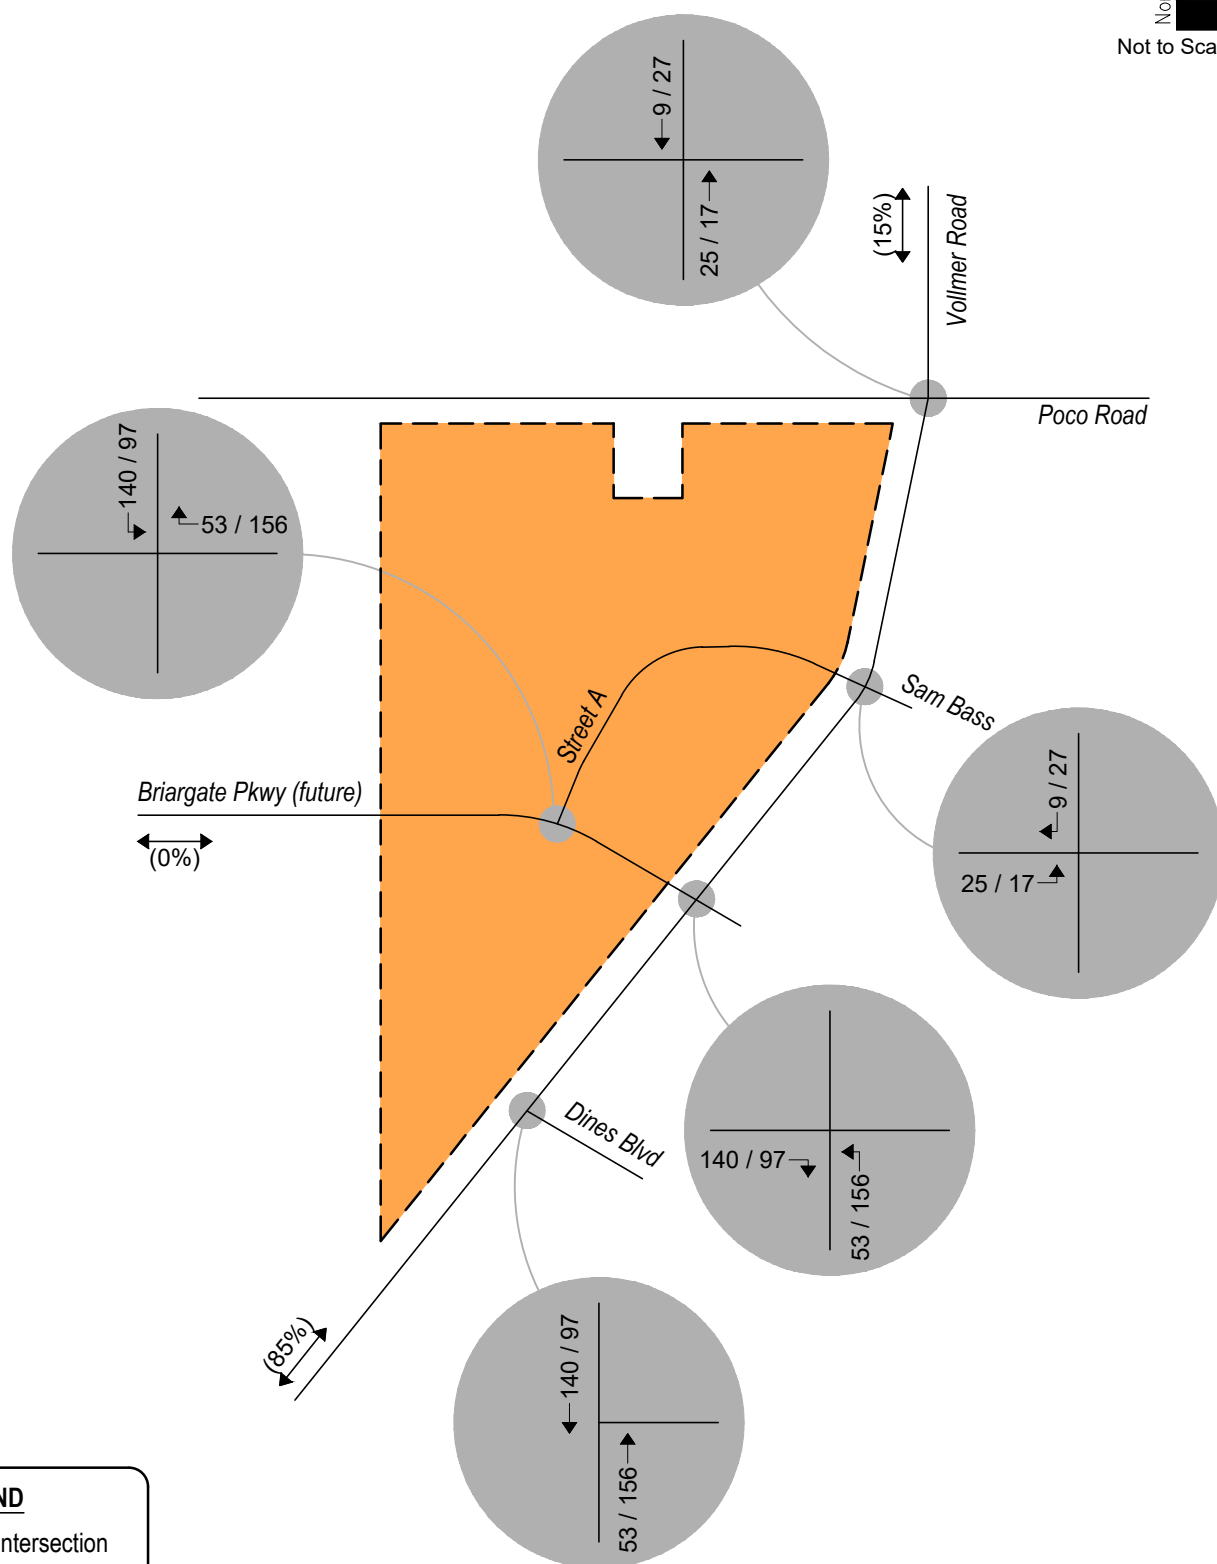 Not to Sca
9 / 27
25 / 17
(15%)
Vollmer Road
Poco Road
140 / 97
53 / 156
Street A
Sam Bass
Briargate Pkwy (future)
(0%)
9 / 27
25 / 17
140 / 97
53 / 156
Dines Blvd
(85%)
140 / 97
53 / 156
ND
ntersection